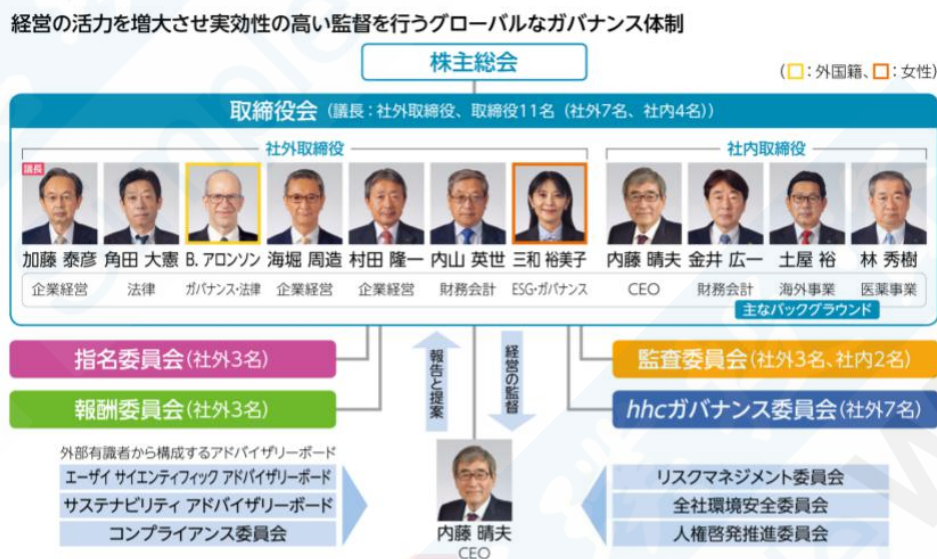 経営の活力を増大させ実効性の高い監督を行うグローバルなガバナンス体制
株主総会
(□:外国籍、□:女性)
取締役会(議長:社外取締役、取締役11名(社外7名、社内4名))
社外取締役
社内取締役
議長
加藤 泰彦 角田 大憲 B. アロンソン 海堀 周造 村田 隆一 内山 英世 三和 裕美子 内藤 晴夫 金井 広一 土屋 裕 林 秀樹
企業経営 法律 ガバナンス・法律 企業経営 企業経営 財務会計 ESG・ガバナンス CEO 財務会計 海外事業 医薬事業
主なバックグラウンド
指名委員会(社外3名)
報告と提案
経営の監督
監査委員会(社外3名、社内2名)
報酬委員会(社外3名)
hhcガバナンス委員会(社外7名)
外部有識者から構成するアドバイザリーボード
エーザイ サイエンティフィック アドバイザリーボード
サステナビリティ アドバイザリーボード
コンプライアンス委員会
内藤 晴夫
CEO
リスクマネジメント委員会
全社環境安全委員会
人権啓発推進委員会